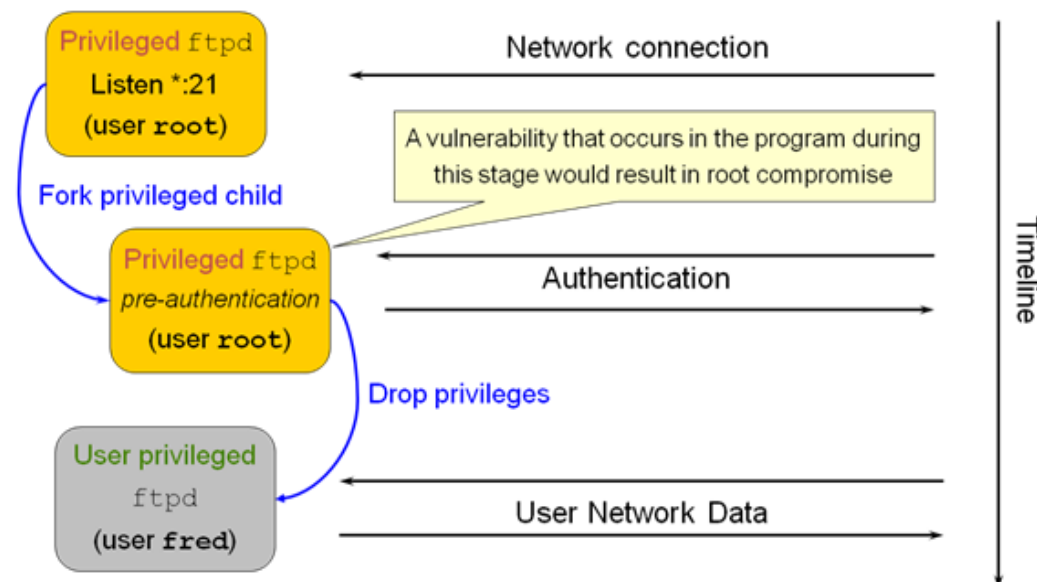 Privileged ftpd
Listen *:21
(user root)
Network connection
A vulnerability that occurs in the program during
this stage would result in root compromise
Fork privileged child
Privileged ftpd
pre-authentication
(user root)
Authentication
Timeline
Drop privileges
User privileged
ftpd
(user fred)
User Network Data